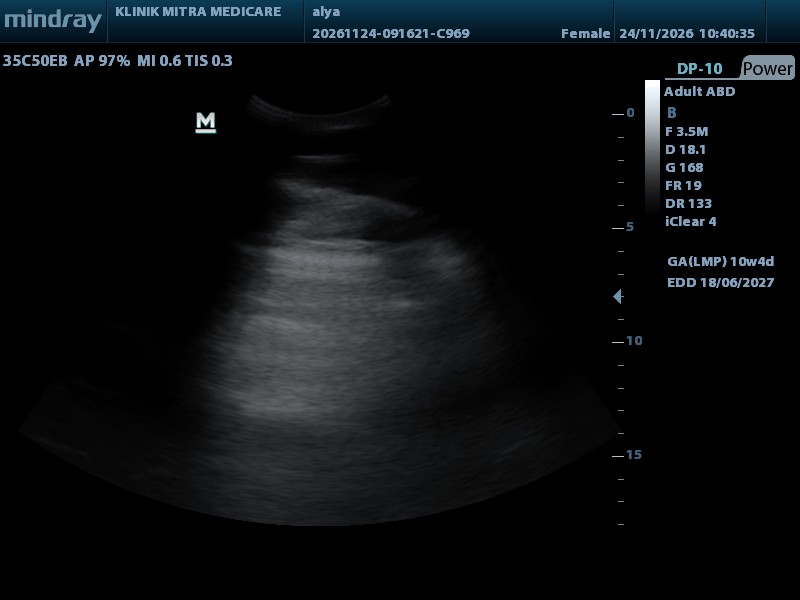 mindray
KLINIK MITRA MEDICARE
alya
20261124-091621-C969
Female
24/11/2026 10:40:35
35C50EB AP 97% MI 0.6 TIS 0.3
DP-10
Power
M
Adult ABD
B
F 3.5M
D 18.1
G 168
FR 19
DR 133
iClear 4
GA(LMP) 10w4d
EDD 18/06/2027
0
5
10
15